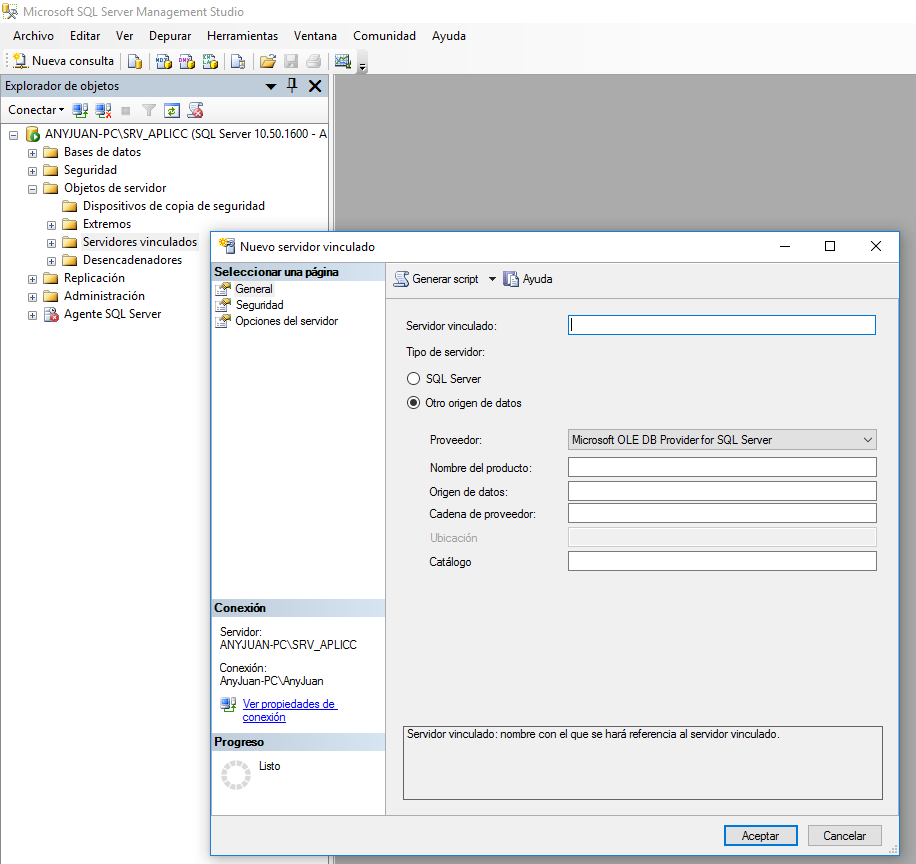 Microsoft SQL Server Management Studio
Archivo Editar Ver Depurar Herramientas Ventana Comunidad Ayuda
Nueva consulta
Explorador de objetos
Conectar
ANYJUAN-PC\SRV_APLICC (SQL Server 10.50.1600 - A
Bases de datos
Seguridad
Objetos de servidor
Dispositivos de copia de seguridad
Extremos
Servidores vinculados
Desencadenadores
Replicación
Administración
Agente SQL Server
Nuevo servidor vinculado
Seleccionar una página
General
Seguridad
Opciones del servidor
Generar script Ayuda
Servidor vinculado:
Tipo de servidor:
SQL Server
Otro origen de datos
Proveedor: Microsoft OLE DB Provider for SQL Server
Nombre del producto:
Origen de datos:
Cadena de proveedor:
Ubicación
Catálogo
Conexión
Servidor:
ANYJUAN-PC\SRV_APLICC
Conexión:
AnyJuan-PC\AnyJuan
Ver propiedades de
conexión
Progreso
Listo
Servidor vinculado: nombre con el que se hará referencia al servidor vinculado.
Aceptar Cancelar